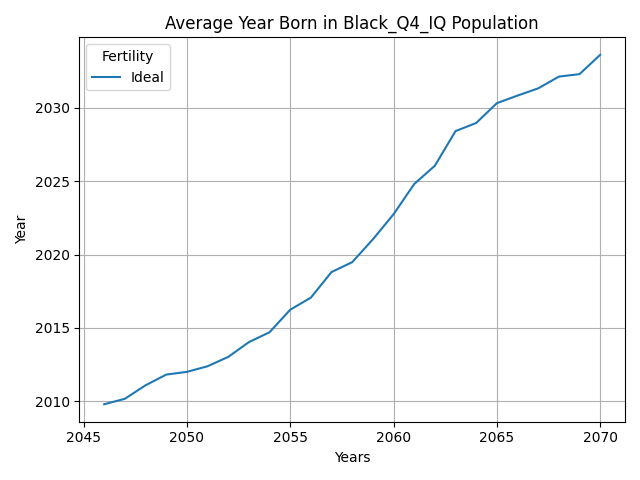 Average Year Born in Black_Q4_IQ Population
Fertility
Ideal
Year
2030
2025
2020
2015
2010
2045 2050 2055 2060 2065 2070
Years